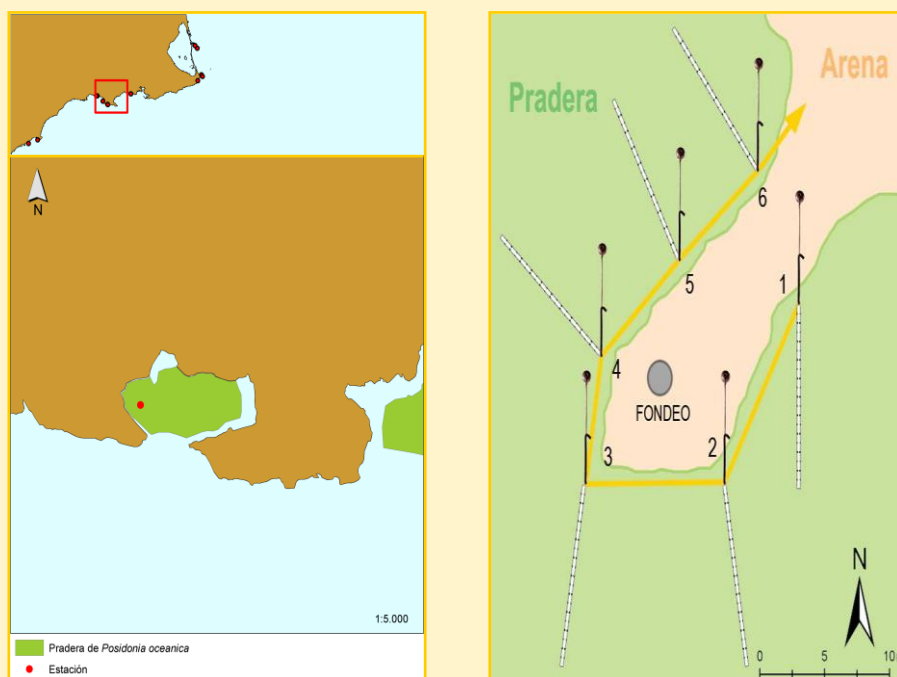 N
1:5.000
Pradera de Posidonia oceanica
Estación
Pradera
Arena
6
5
1
4
FONDEO
3
2
N
0 5 10